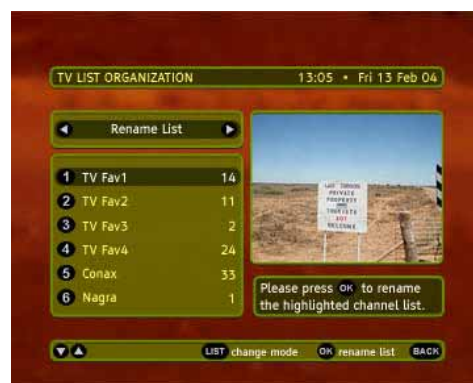 TV LIST ORGANIZATION 13:05 • Fri 13 Feb 04
Rename List
1 TV Fav1 14
2 TV Fav2 11
3 TV Fav3 2
4 TV Fav4 24
5 Conax 33
6 Nagra 1
PRIVATE
PROPERTY
TOURISTS
NOT
WELCOME
Please press OK to rename
the highlighted channel list.
LIST change mode OK rename list BACK